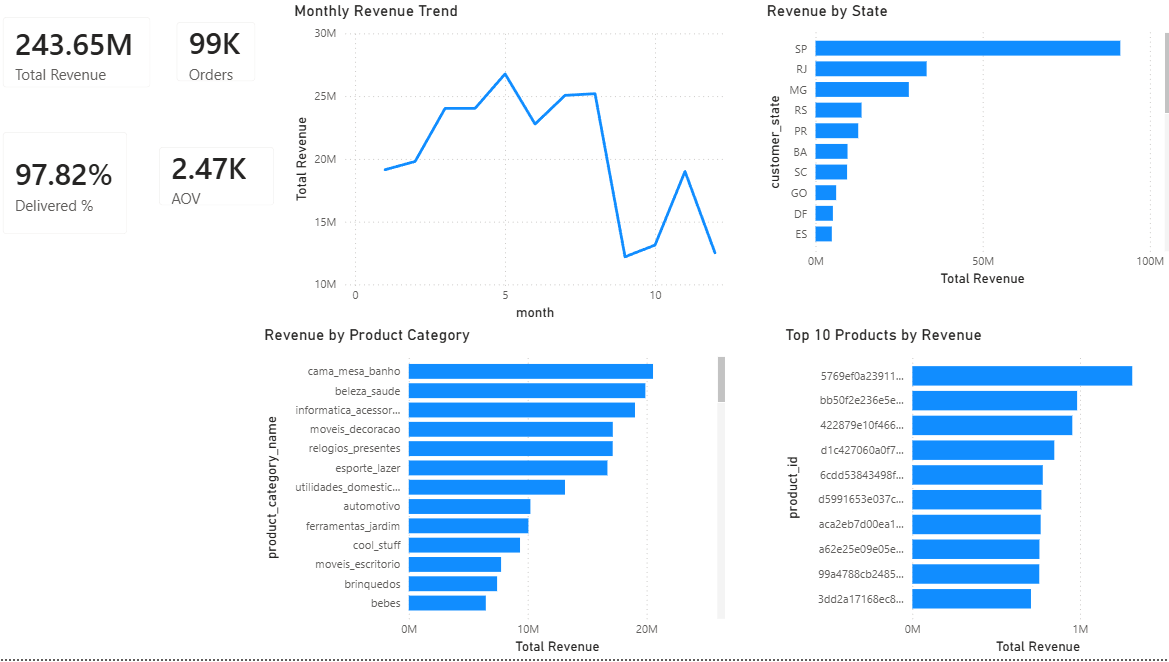 243.65M
Total Revenue
99K
Orders
97.82%
Delivered %
2.47K
AOV
Monthly Revenue Trend
Total Revenue
30M
25M
20M
15M
10M
0
5
10
month
Revenue by State
customer_state
SP
RJ
MG
RS
PR
BA
SC
GO
DF
ES
0M
50M
100M
Total Revenue
Revenue by Product Category
product_category_name
cama_mesa_banho
beleza_saude
informatica_acessor...
moveis_decoracao
relogios_presentes
esporte_lazer
utilidades_domestic...
automotivo
ferramentas_jardim
cool_stuff
moveis_escritorio
brinquedos
bebes
0M
10M
20M
Total Revenue
Top 10 Products by Revenue
product_id
5769ef0a23911...
bb50f2e236e5e...
422879e10f466...
d1c427060a0f7...
6cdd53843498f...
d5991653e037c...
aca2eb7d00ea1...
a62e25e09e05e...
99a4788cb2485...
3dd2a17168ec8...
0M
1M
Total Revenue